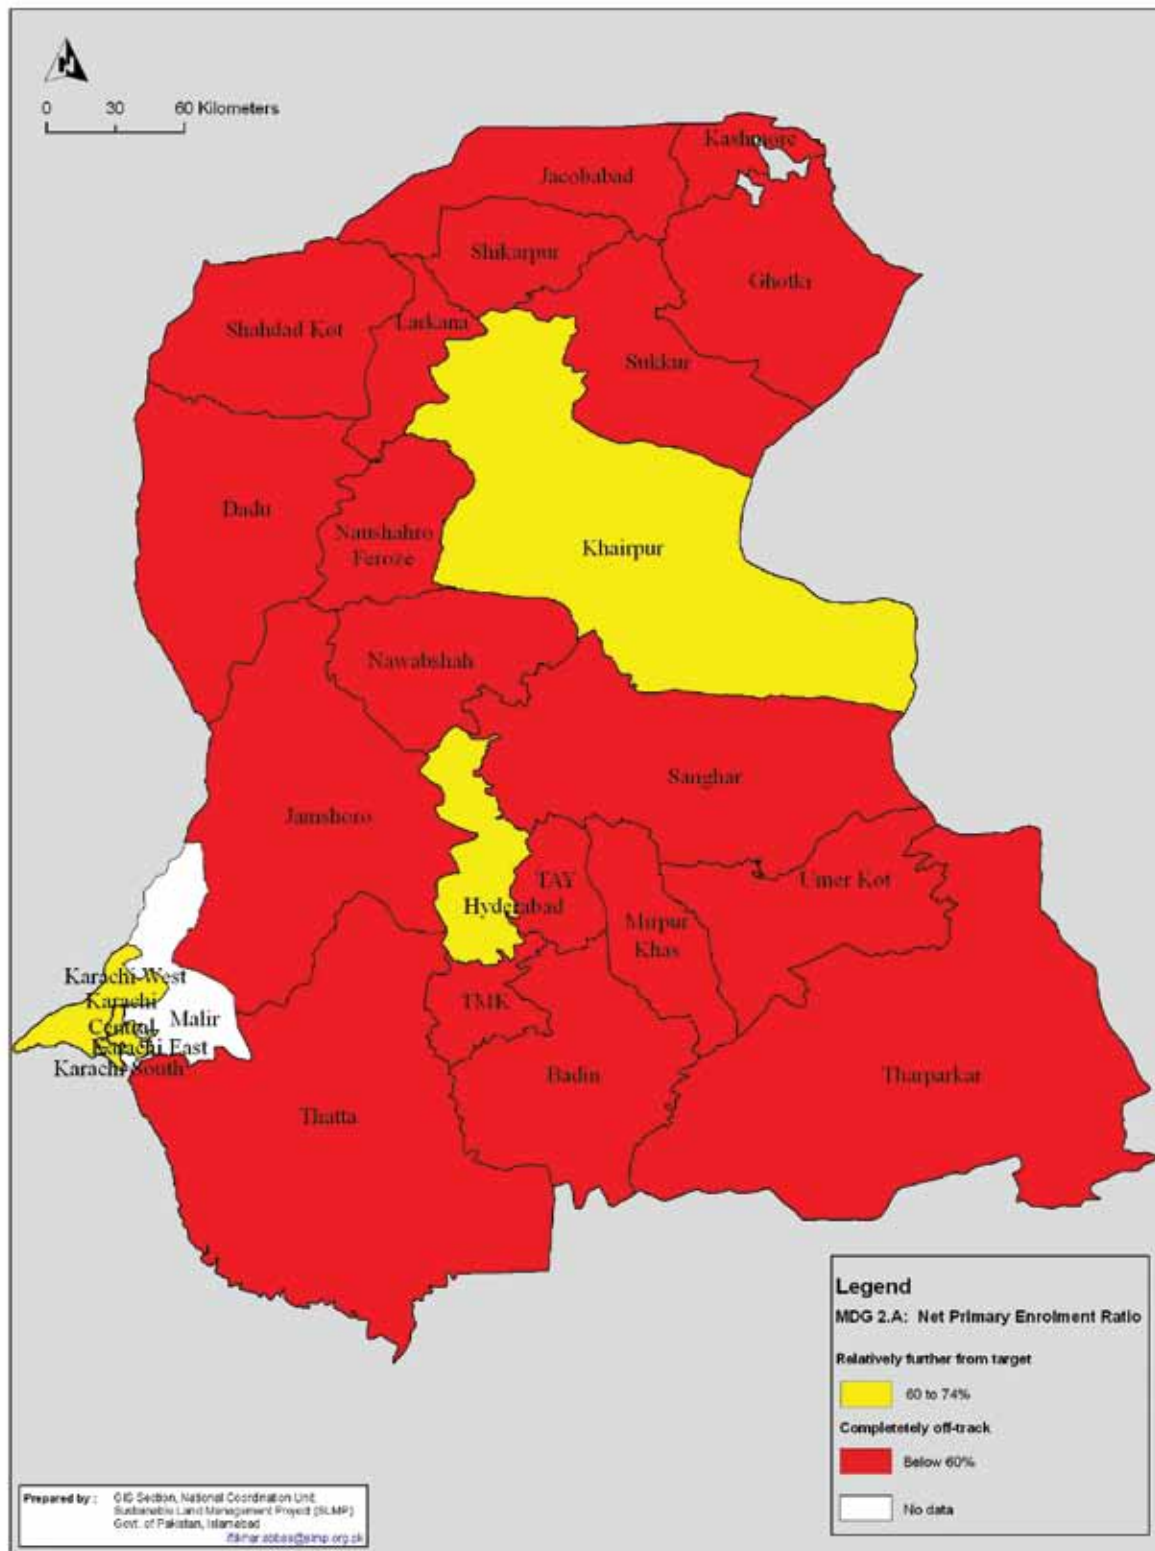 0 30 60 Kilometers
Kashmore
Jacobabad
Shikarpur
Ghotki
Shahdad Kot
Larkana
Sukkur
Dadu
Naushahro
Feroze
Khairpur
Nawabshah
Sanghar
Jamshoro
TAY
Umer Kot
Hyderabad
Mirpur
Khas
Karachi West
Karachi
Central
Malir
TMK
Karachi East
Karachi South
Badin
Tharparkar
Thatta
Legend
MDG 2.A: Net Primary Enrolment Ratio
Relatively further from target
60 to 74%
Completetely off-track
Below 60%
No data
Prepared by : GIS Section, National Coordination Unit,
Sustainable Land Management Project (SLMP)
Govt. of Pakistan, Islamabad